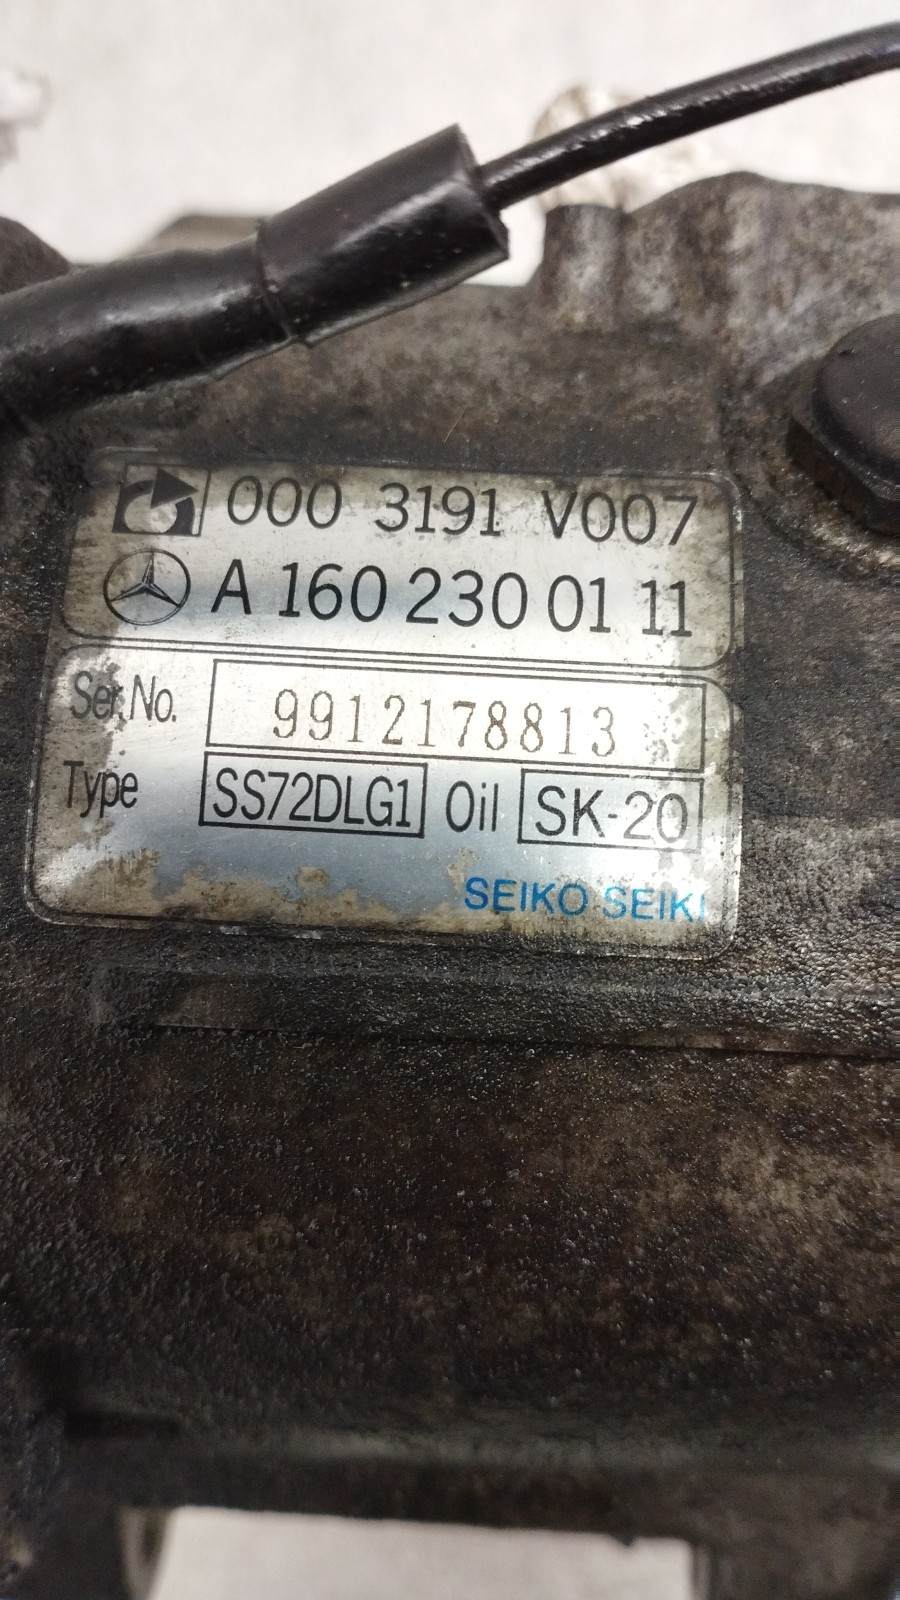 000 3191 V007
A 160 230 01 11
Ser. No. 9912178813
Type SS72DLG1 Oil SK-20
SEIKO SEIKI